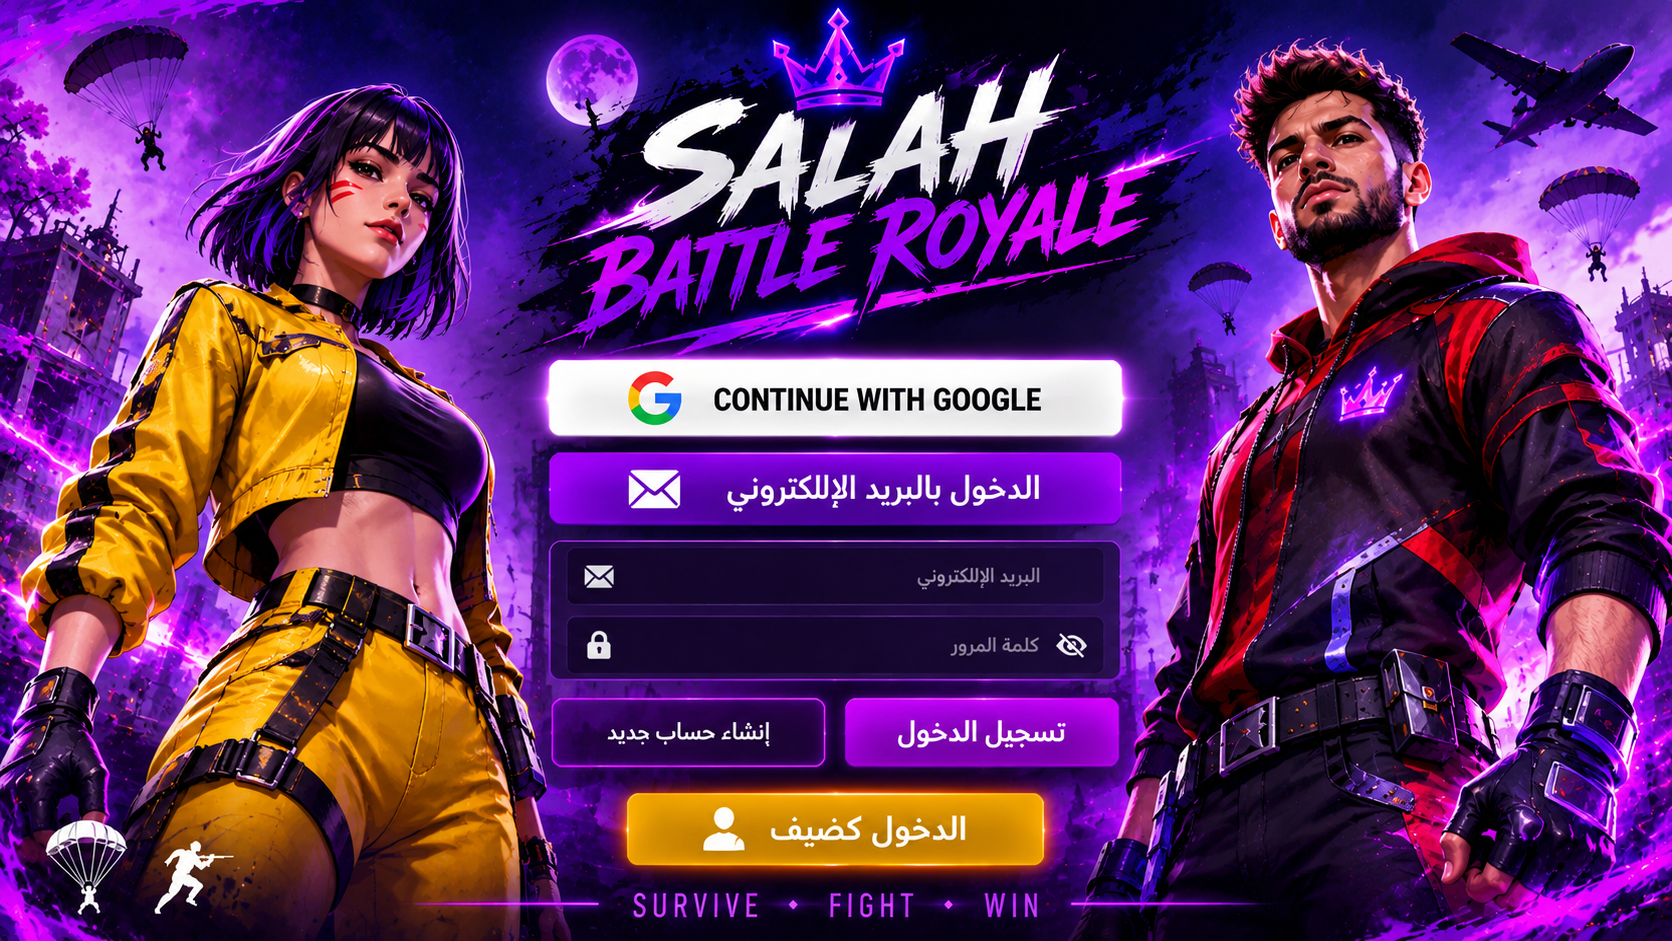 SALAH
BATTLE ROYALE
CONTINUE WITH GOOGLE
الدخول بالبريد الإللكتروني
البريد الإللكتروني
كلمة المرور
تسجيل الدخول
إنشاء حساب جديد
الدخول كضيف
SURVIVE • FIGHT • WIN